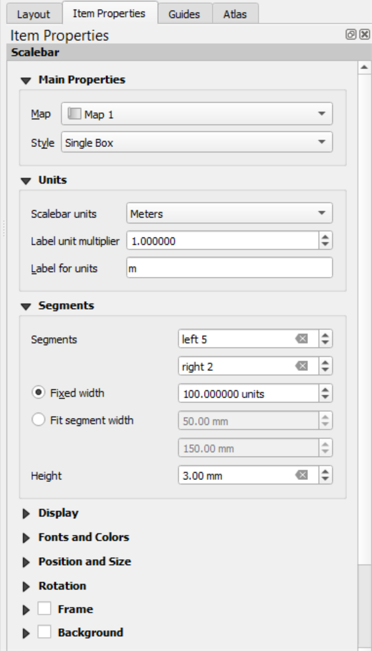 Layout Item Properties Guides Atlas
Item Properties
Scalebar
Main Properties
Map Map 1
Style Single Box
Units
Scalebar units Meters
Label unit multiplier 1.000000
Label for units m
Segments
Segments left 5
right 2
Fixed width 100.000000 units
Fit segment width 50.00 mm
150.00 mm
Height 3.00 mm
Display
Fonts and Colors
Position and Size
Rotation
Frame
Background